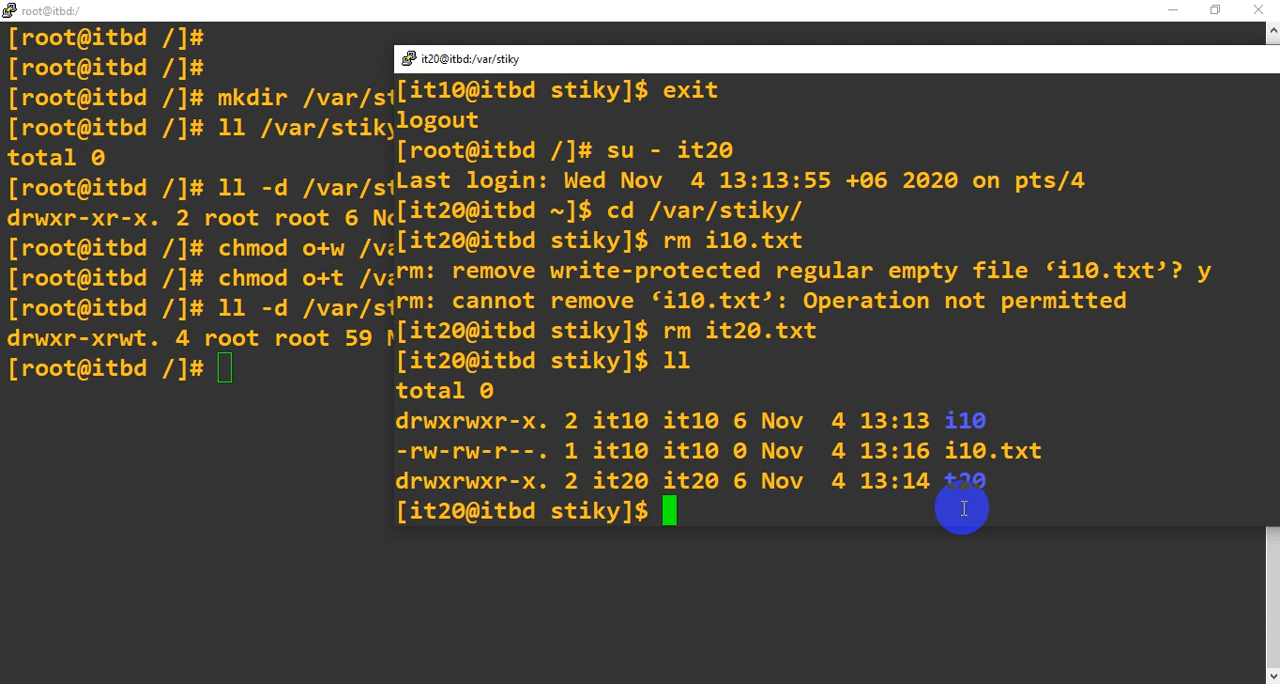 root@itbd:/
[root@itbd /]#
[root@itbd /]#
[root@itbd /]# mkdir /var/st
[root@itbd /]# ll /var/stiky
total 0
[root@itbd /]# ll -d /var/st
drwxr-xr-x. 2 root root 6 No
[root@itbd /]# chmod o+w /va
[root@itbd /]# chmod o+t /va
[root@itbd /]# ll -d /var/st
drwxr-xrwt. 4 root root 59 N
[root@itbd /]#
it20@itbd:/var/stiky
[it10@itbd stiky]$ exit
logout
[root@itbd /]# su - it20
Last login: Wed Nov  4 13:13:55 +06 2020 on pts/4
[it20@itbd ~]$ cd /var/stiky/
[it20@itbd stiky]$ rm i10.txt
rm: remove write-protected regular empty file ‘i10.txt’? y
rm: cannot remove ‘i10.txt’: Operation not permitted
[it20@itbd stiky]$ rm it20.txt
[it20@itbd stiky]$ ll
total 0
drwxrwxr-x. 2 it10 it10 6 Nov  4 13:13 i10
-rw-rw-r--. 1 it10 it10 0 Nov  4 13:16 i10.txt
drwxrwxr-x. 2 it20 it20 6 Nov  4 13:14 t20
[it20@itbd stiky]$